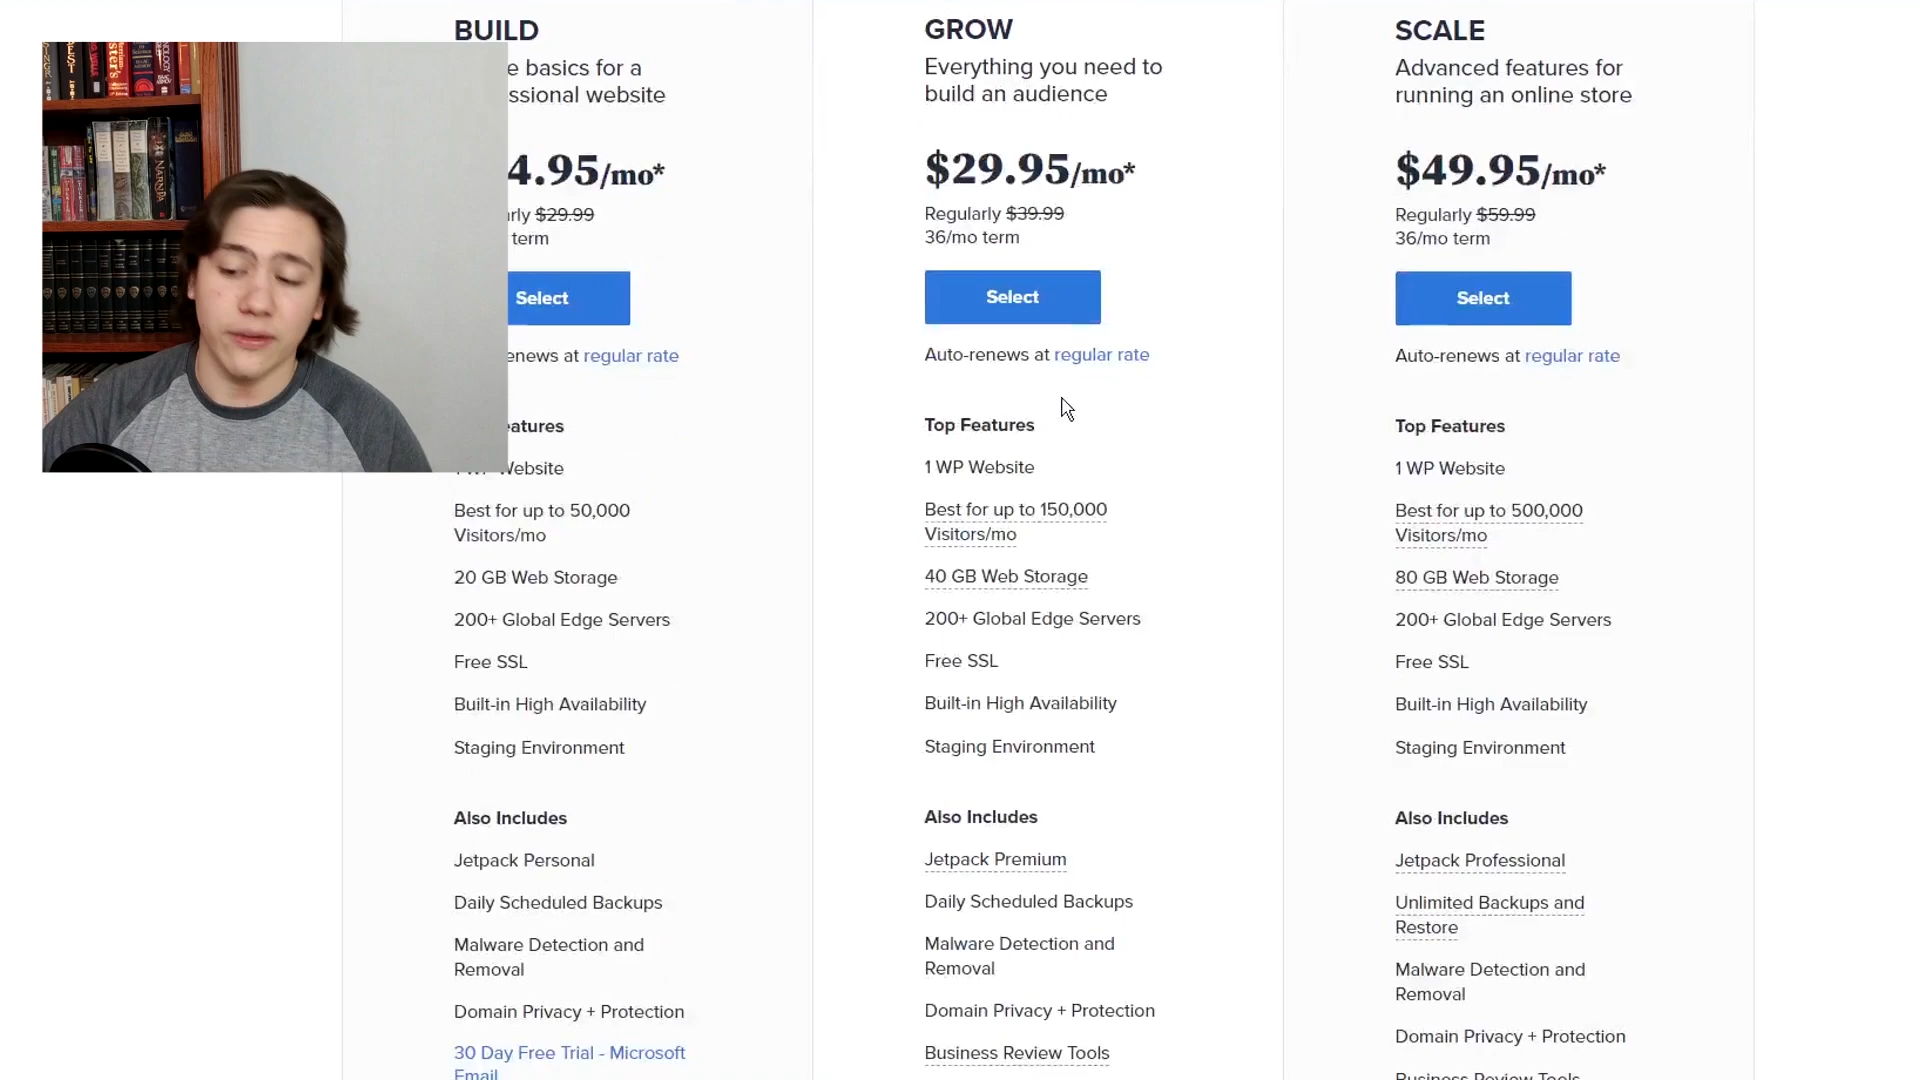 BUILD
e basics for a
ssional website
4.95/mo*
rly $29.99
term
Select
enews at regular rate
eatures
Website
Best for up to 50,000
Visitors/mo
20 GB Web Storage
200+ Global Edge Servers
Free SSL
Built-in High Availability
Staging Environment
Also Includes
Jetpack Personal
Daily Scheduled Backups
Malware Detection and
Removal
Domain Privacy + Protection
30 Day Free Trial - Microsoft
Email
GROW
Everything you need to
build an audience
$29.95/mo*
Regularly $39.99
36/mo term
Select
Auto-renews at regular rate
Top Features
1 WP Website
Best for up to 150,000
Visitors/mo
40 GB Web Storage
200+ Global Edge Servers
Free SSL
Built-in High Availability
Staging Environment
Also Includes
Jetpack Premium
Daily Scheduled Backups
Malware Detection and
Removal
Domain Privacy + Protection
Business Review Tools
SCALE
Advanced features for
running an online store
$49.95/mo*
Regularly $59.99
36/mo term
Select
Auto-renews at regular rate
Top Features
1 WP Website
Best for up to 500,000
Visitors/mo
80 GB Web Storage
200+ Global Edge Servers
Free SSL
Built-in High Availability
Staging Environment
Also Includes
Jetpack Professional
Unlimited Backups and
Restore
Malware Detection and
Removal
Domain Privacy + Protection
Business Review Tools
NARNIA